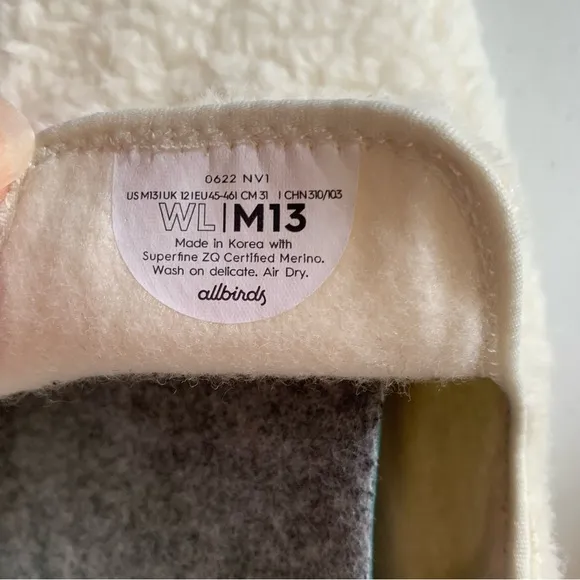 0622 NV1
US M13 | UK 12 | EU 45-46 | CM 31 | CHN 310/103
WL|M13
Made in Korea with
Superfine ZQ Certified Merino.
Wash on delicate. Air Dry.
allbirds